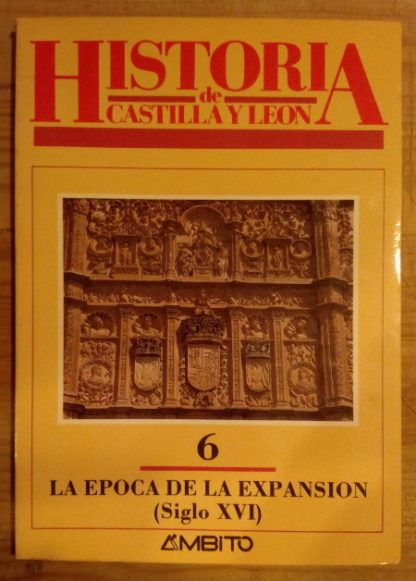 HISTORIA
de
CASTILLA Y LEON
6
LA EPOCA DE LA EXPANSION
(Siglo XVI)
AMBITO